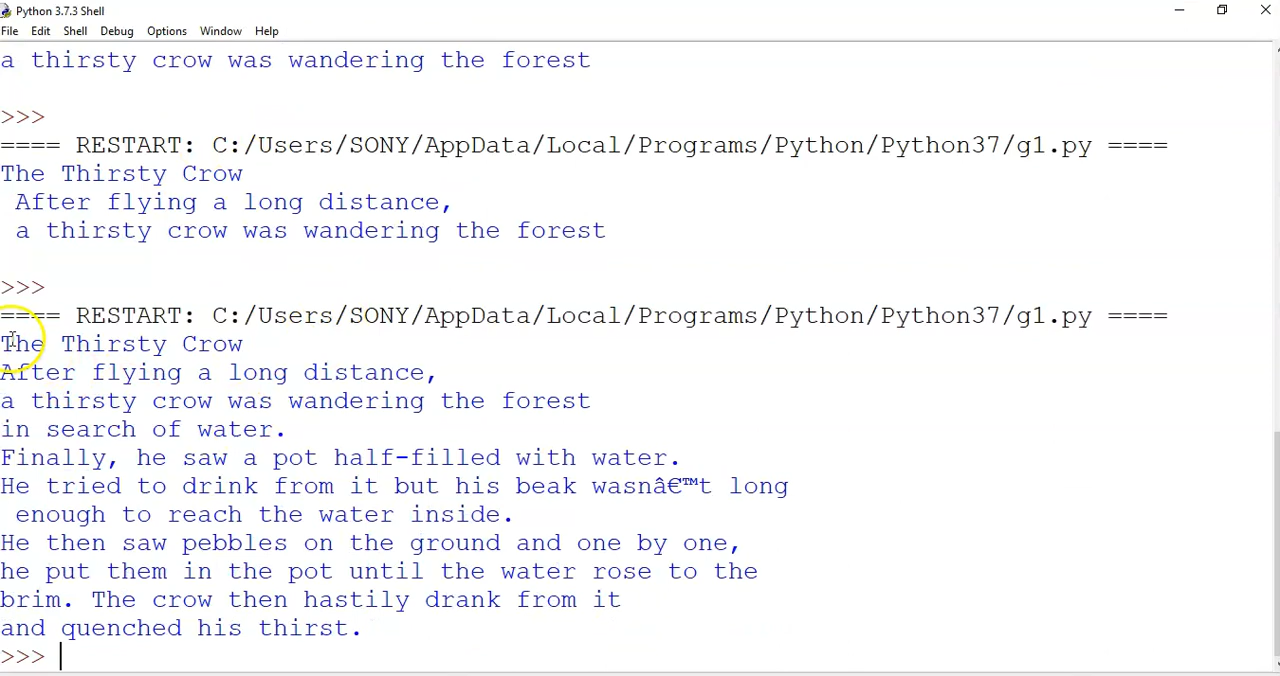 Python 3.7.3 Shell
File Edit Shell Debug Options Window Help
a thirsty crow was wandering the forest
>>>
==== RESTART: C:/Users/SONY/AppData/Local/Programs/Python/Python37/g1.py ====
The Thirsty Crow
 After flying a long distance,
 a thirsty crow was wandering the forest
>>>
==== RESTART: C:/Users/SONY/AppData/Local/Programs/Python/Python37/g1.py ====
The Thirsty Crow
After flying a long distance,
a thirsty crow was wandering the forest
in search of water.
Finally, he saw a pot half-filled with water.
He tried to drink from it but his beak wasnâ€™t long
 enough to reach the water inside.
He then saw pebbles on the ground and one by one,
he put them in the pot until the water rose to the
brim. The crow then hastily drank from it
and quenched his thirst.
>>>